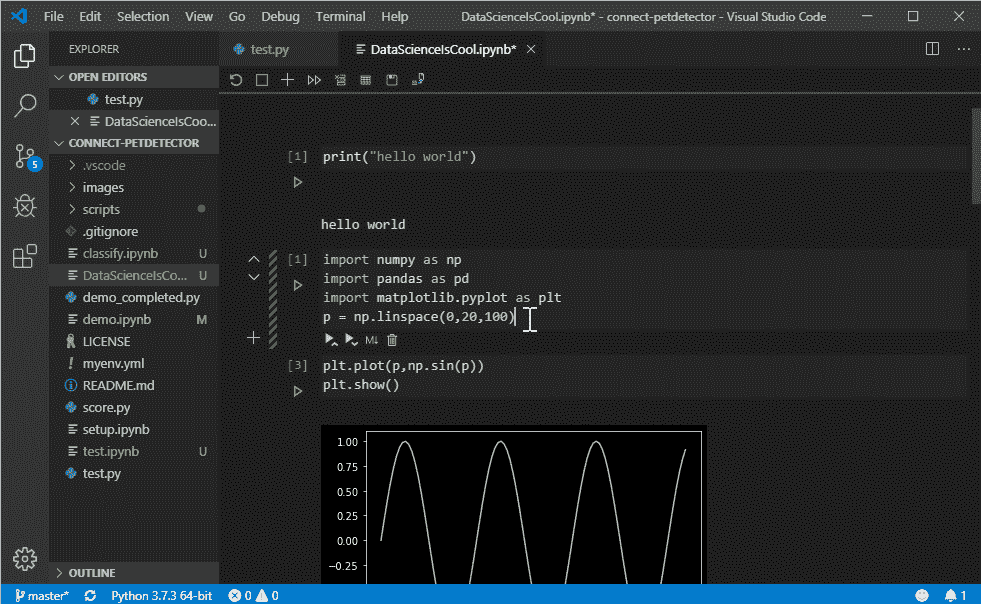 File Edit Selection View Go Debug Terminal Help DataScienceIsCool.ipynb* - connect-petdetector - Visual Studio Code
EXPLORER
test.py
DataScienceIsCool.ipynb*
OPEN EDITORS
test.py
DataScienceIsCoo...
CONNECT-PETDETECTOR
.vscode
images
scripts
.gitignore
classify.ipynb U
DataScienceIsCo... U
demo_completed.py
demo.ipynb M
LICENSE
myenv.yml
README.md
score.py
setup.ipynb
test.ipynb U
test.py
OUTLINE
5
[1] print("hello world")
hello world
[1] import numpy as np
import pandas as pd
import matplotlib.pyplot as plt
p = np.linspace(0,20,100)
M↓
[3] plt.plot(p,np.sin(p))
plt.show()
1.00
0.75
0.50
0.25
0.00
−0.25
master* Python 3.7.3 64-bit 0 0 1